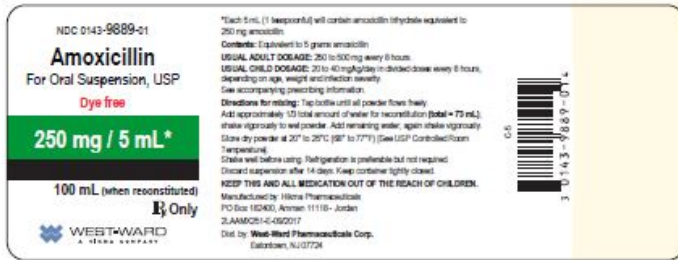 NDC 0143-9889-01
Amoxicillin
For Oral Suspension, USP
Dye free
250 mg / 5 mL*
100 mL (when reconstituted)
℞ Only
WEST-WARD
A HIKMA COMPANY
*Each 5 mL (1 teaspoonful) will contain amoxicillin trihydrate equivalent to
250 mg amoxicillin.
Contents: Equivalent to 5 grams amoxicillin
USUAL ADULT DOSAGE: 250 to 500 mg every 8 hours.
USUAL CHILD DOSAGE: 20 to 40 mg/kg/day in divided doses every 8 hours,
depending on age, weight and infection severity.
See accompanying prescribing information.
Directions for mixing: Tap bottle until all powder flows freely.
Add approximately 1/3 total amount of water for reconstitution (total = 73 mL);
shake vigorously to wet powder. Add remaining water; again shake vigorously.
Store dry powder at 20° to 25°C (68° to 77°F) [See USP Controlled Room
Temperature].
Shake well before using. Refrigeration is preferable but not required.
Discard suspension after 14 days. Keep container tightly closed.
KEEP THIS AND ALL MEDICATION OUT OF THE REACH OF CHILDREN.
Manufactured by: Hikma Pharmaceuticals
PO Box 182400, Amman 11118 - Jordan
Dist. by: West-Ward Pharmaceuticals Corp.
Eatontown, NJ 07724
3 0143-9889-01 4